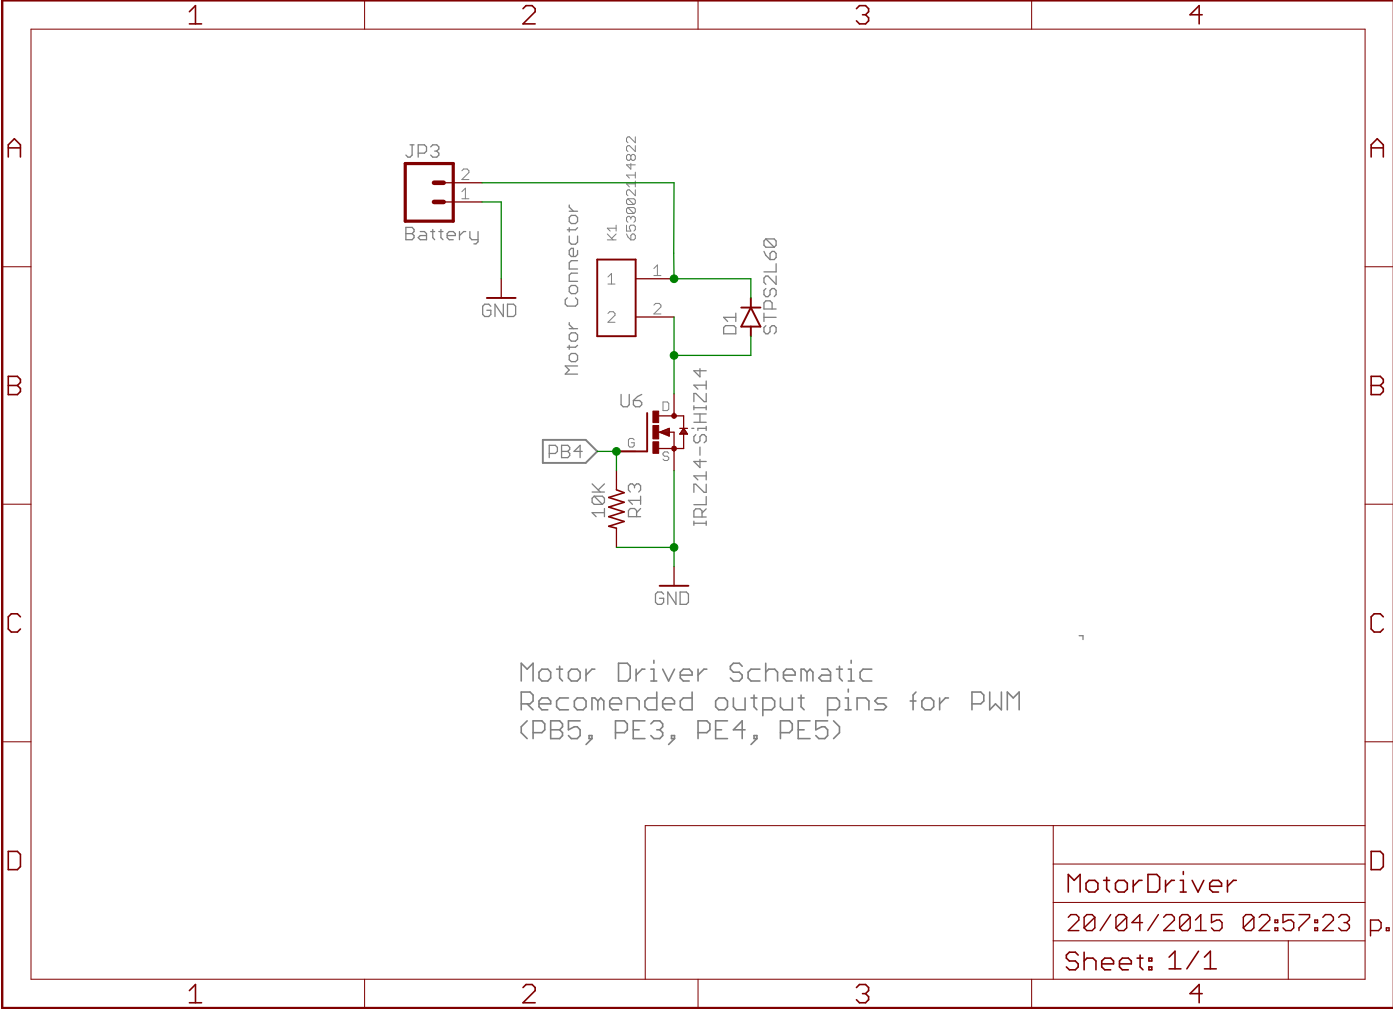 1 2 3 4
A A
JP3
2
1
Battery
GND
Motor Connector
K1
653002114822
1 1
2 2
D1
STPS2L60
B B
U6
D
G
S
IRLZ14-SiHIZ14
PB4
10K
R13
GND
C C
Motor Driver Schematic
Recomended output pins for PWM
(PB5, PE3, PE4, PE5)
D D
MotorDriver
20/04/2015 02:57:23 p.
Sheet: 1/1
1 2 3 4